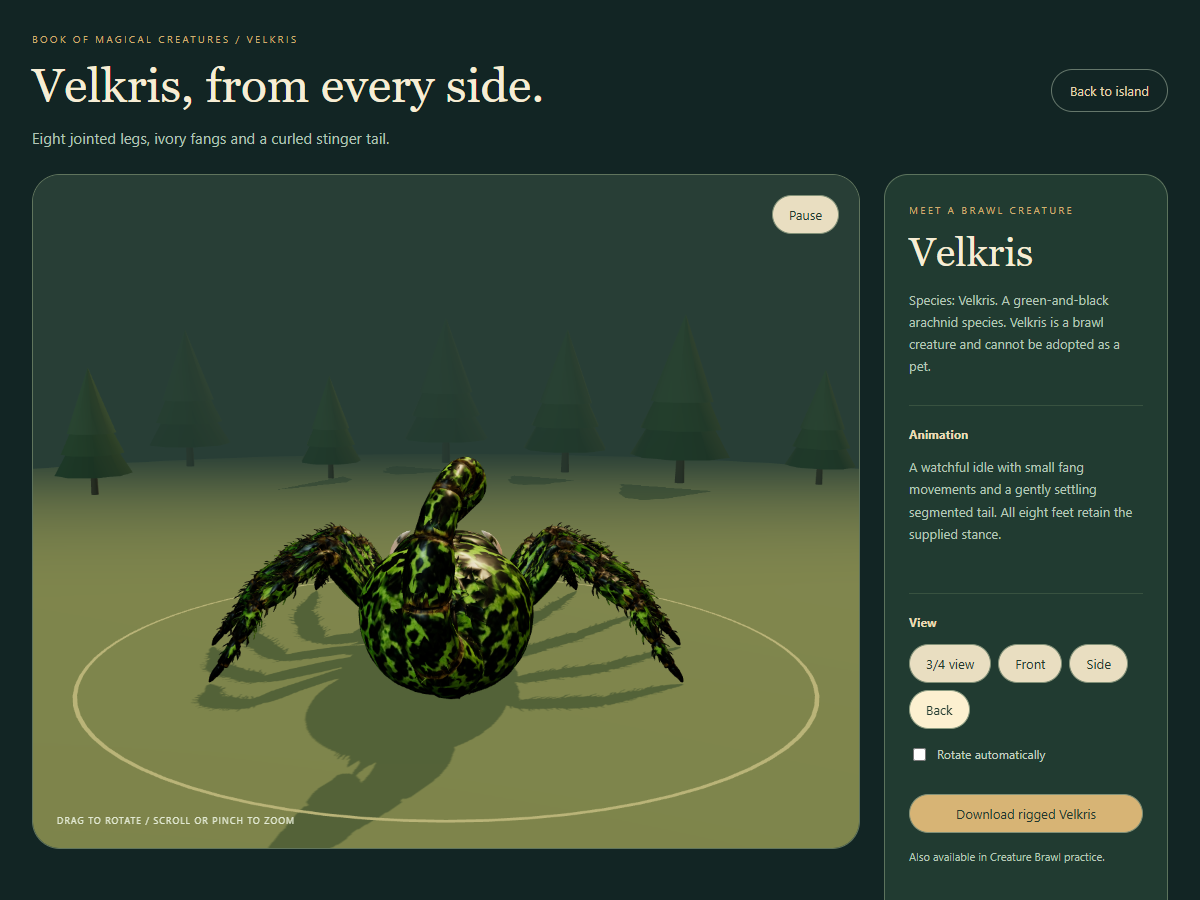 BOOK OF MAGICAL CREATURES / VELKRIS
Velkris, from every side.
Back to island
Eight jointed legs, ivory fangs and a curled stinger tail.
Pause
DRAG TO ROTATE / SCROLL OR PINCH TO ZOOM
MEET A BRAWL CREATURE
Velkris
Species: Velkris. A green-and-black
arachnid species. Velkris is a brawl
creature and cannot be adopted as a
pet.
Animation
A watchful idle with small fang
movements and a gently settling
segmented tail. All eight feet retain the
supplied stance.
View
3/4 view
Front
Side
Back
Rotate automatically
Download rigged Velkris
Also available in Creature Brawl practice.